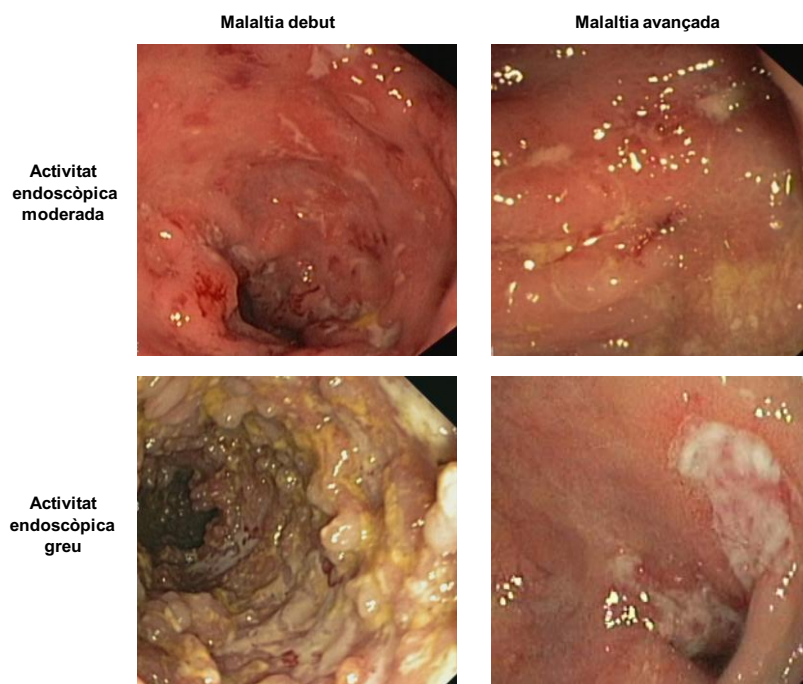 Malaltia debut
Malaltia avançada
Activitat
endoscòpica
moderada
Activitat
endoscòpica
greu